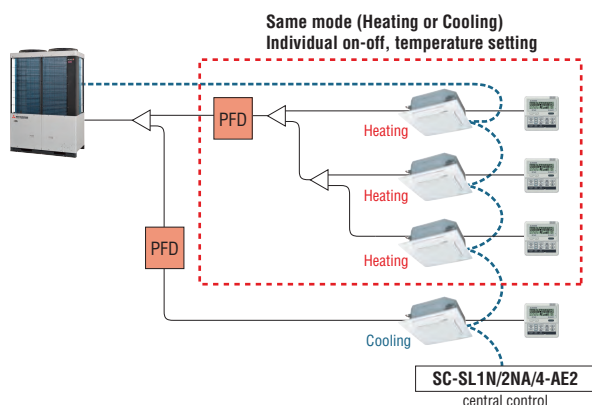 Same mode (Heating or Cooling)
Individual on-off, temperature setting
PFD
Heating
Heating
PFD
Heating
Cooling
SC-SL1N/2NA/4-AE2
central control